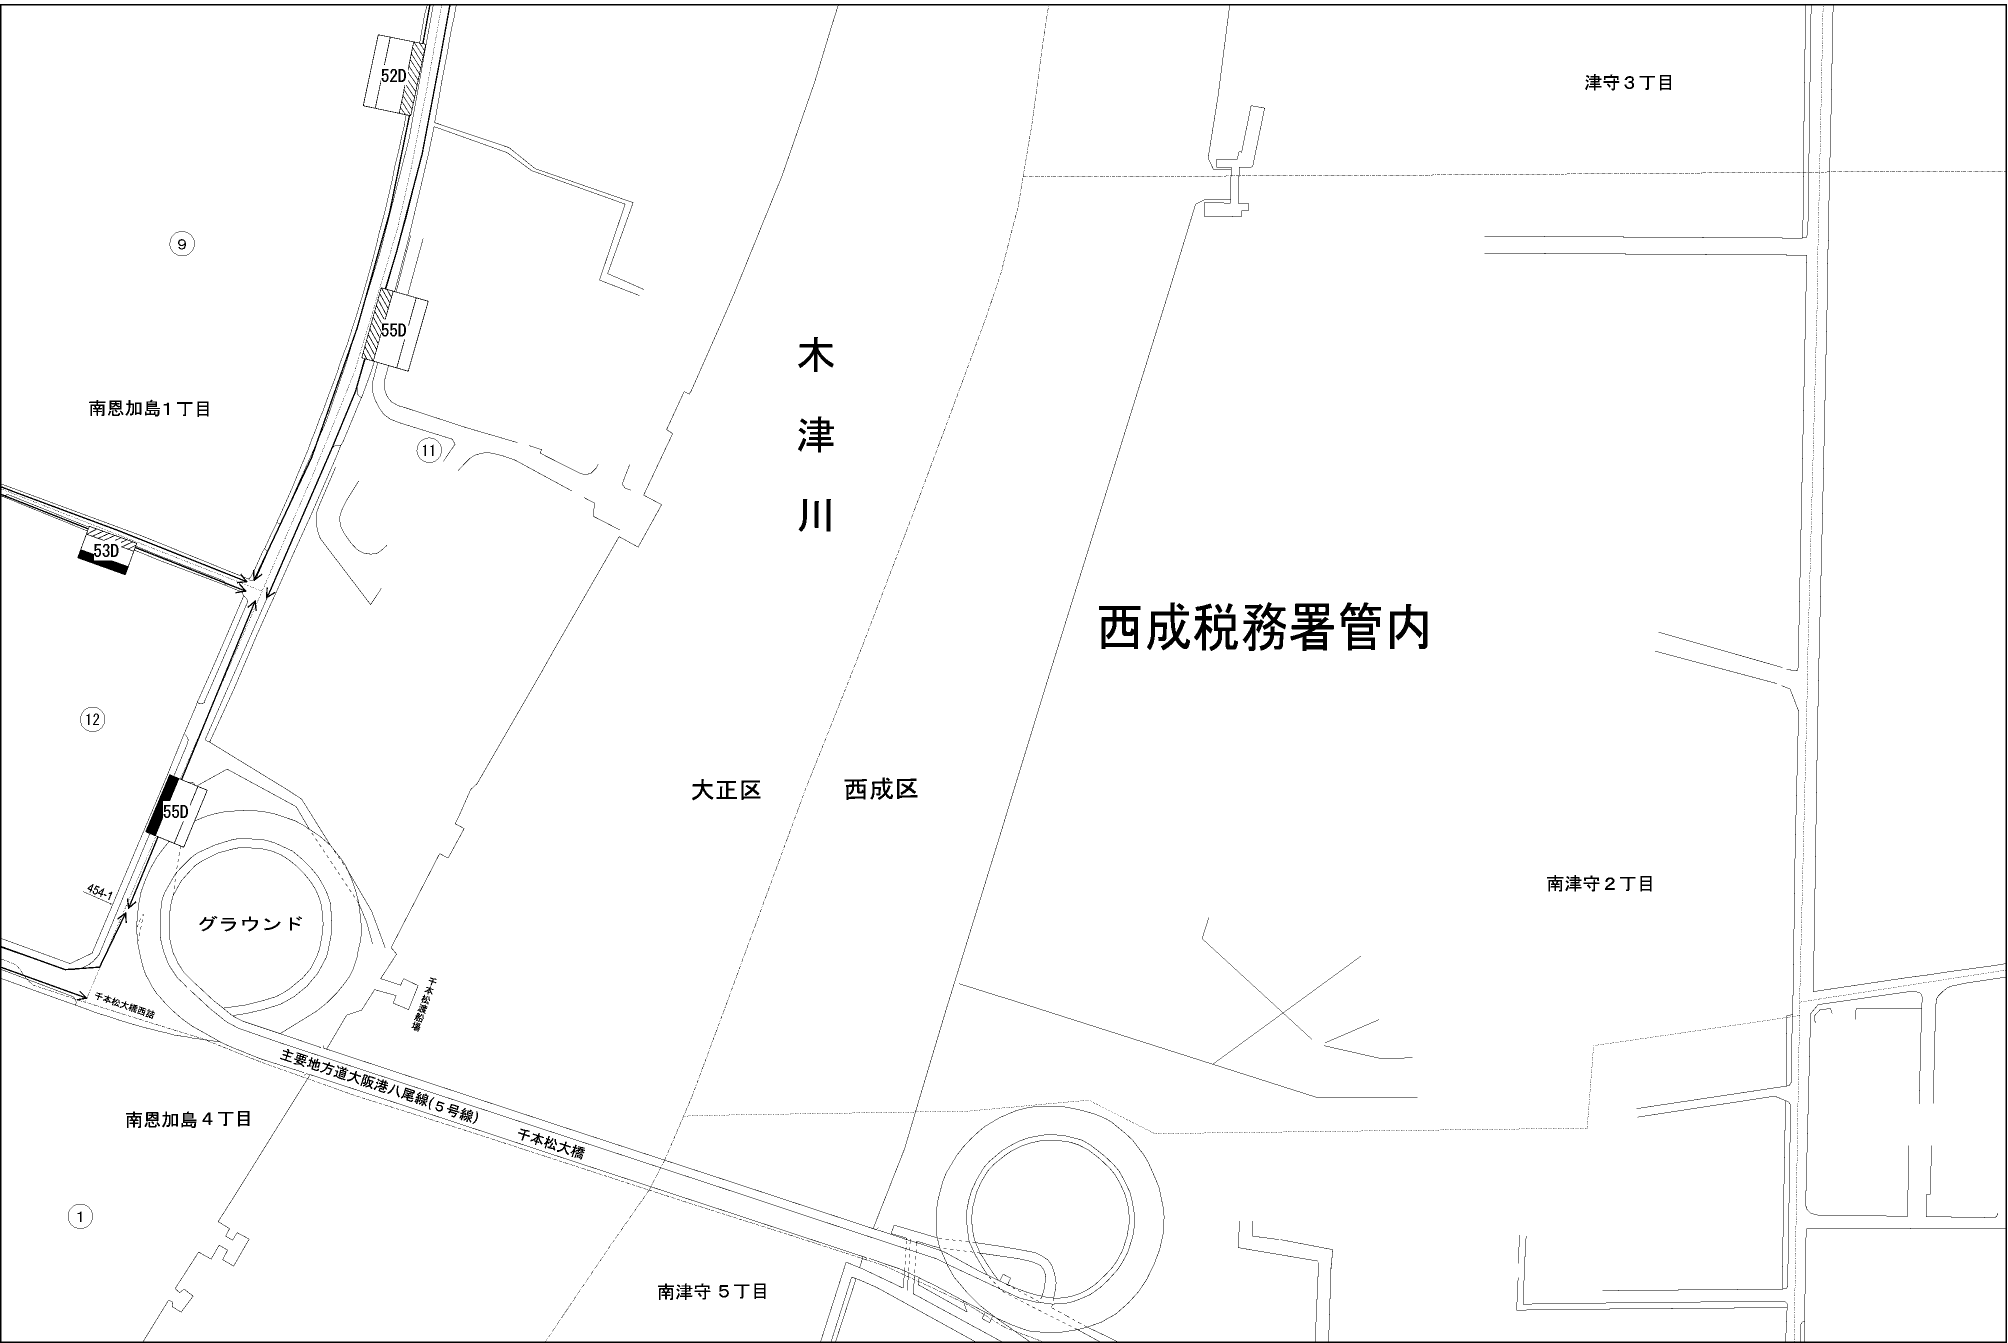 52D
津守3丁目
9
55D
木津川
南恩加島1丁目
11
53D
西成税務署管内
12
大正区
西成区
55D
南津守2丁目
454-1
グラウンド
千本松渡船場
千本松大橋西詰
主要地方道大阪港八尾線(5号線)
千本松大橋
南恩加島4丁目
1
南津守5丁目